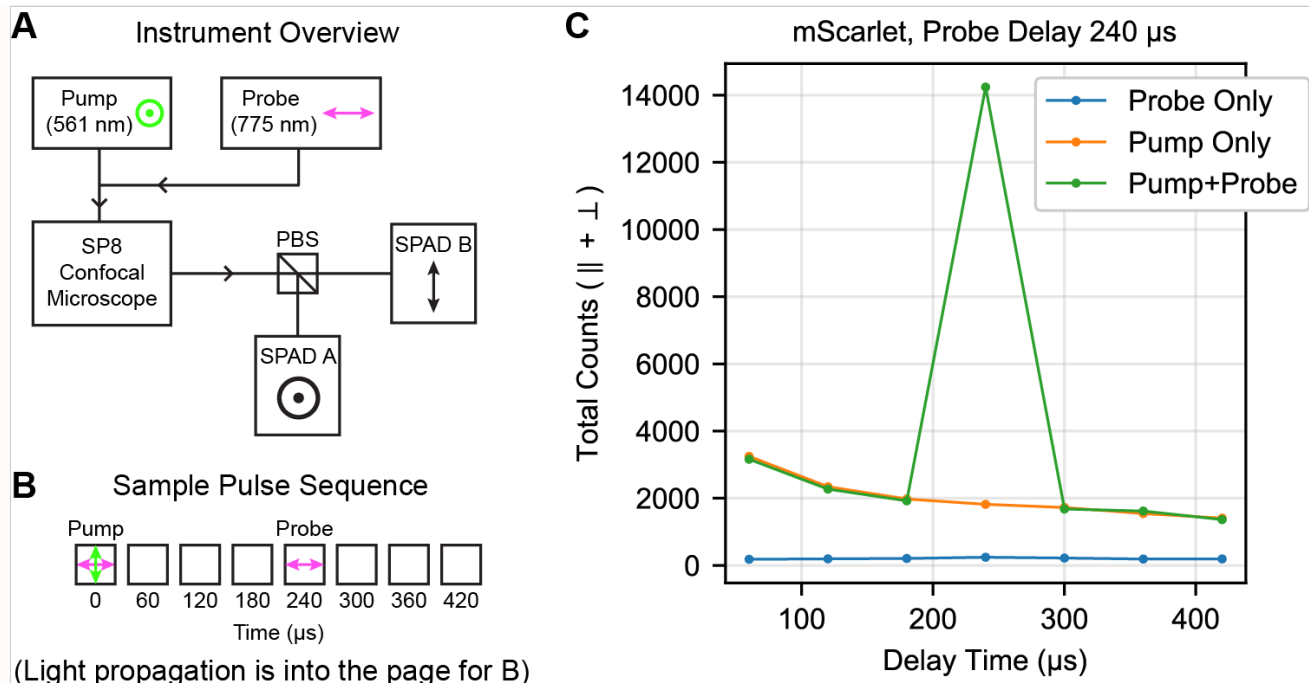 A
Instrument Overview
Pump
(561 nm)
Probe
(775 nm)
SP8
Confocal
Microscope
PBS
SPAD B
SPAD A
B
Sample Pulse Sequence
Pump
Probe
0 60 120 180 240 300 360 420
Time (µs)
(Light propagation is into the page for B)
C
mScarlet, Probe Delay 240 µs
Total Counts ( || + ⊥ )
14000
12000
10000
8000
6000
4000
2000
0
Probe Only
Pump Only
Pump+Probe
100 200 300 400
Delay Time (µs)